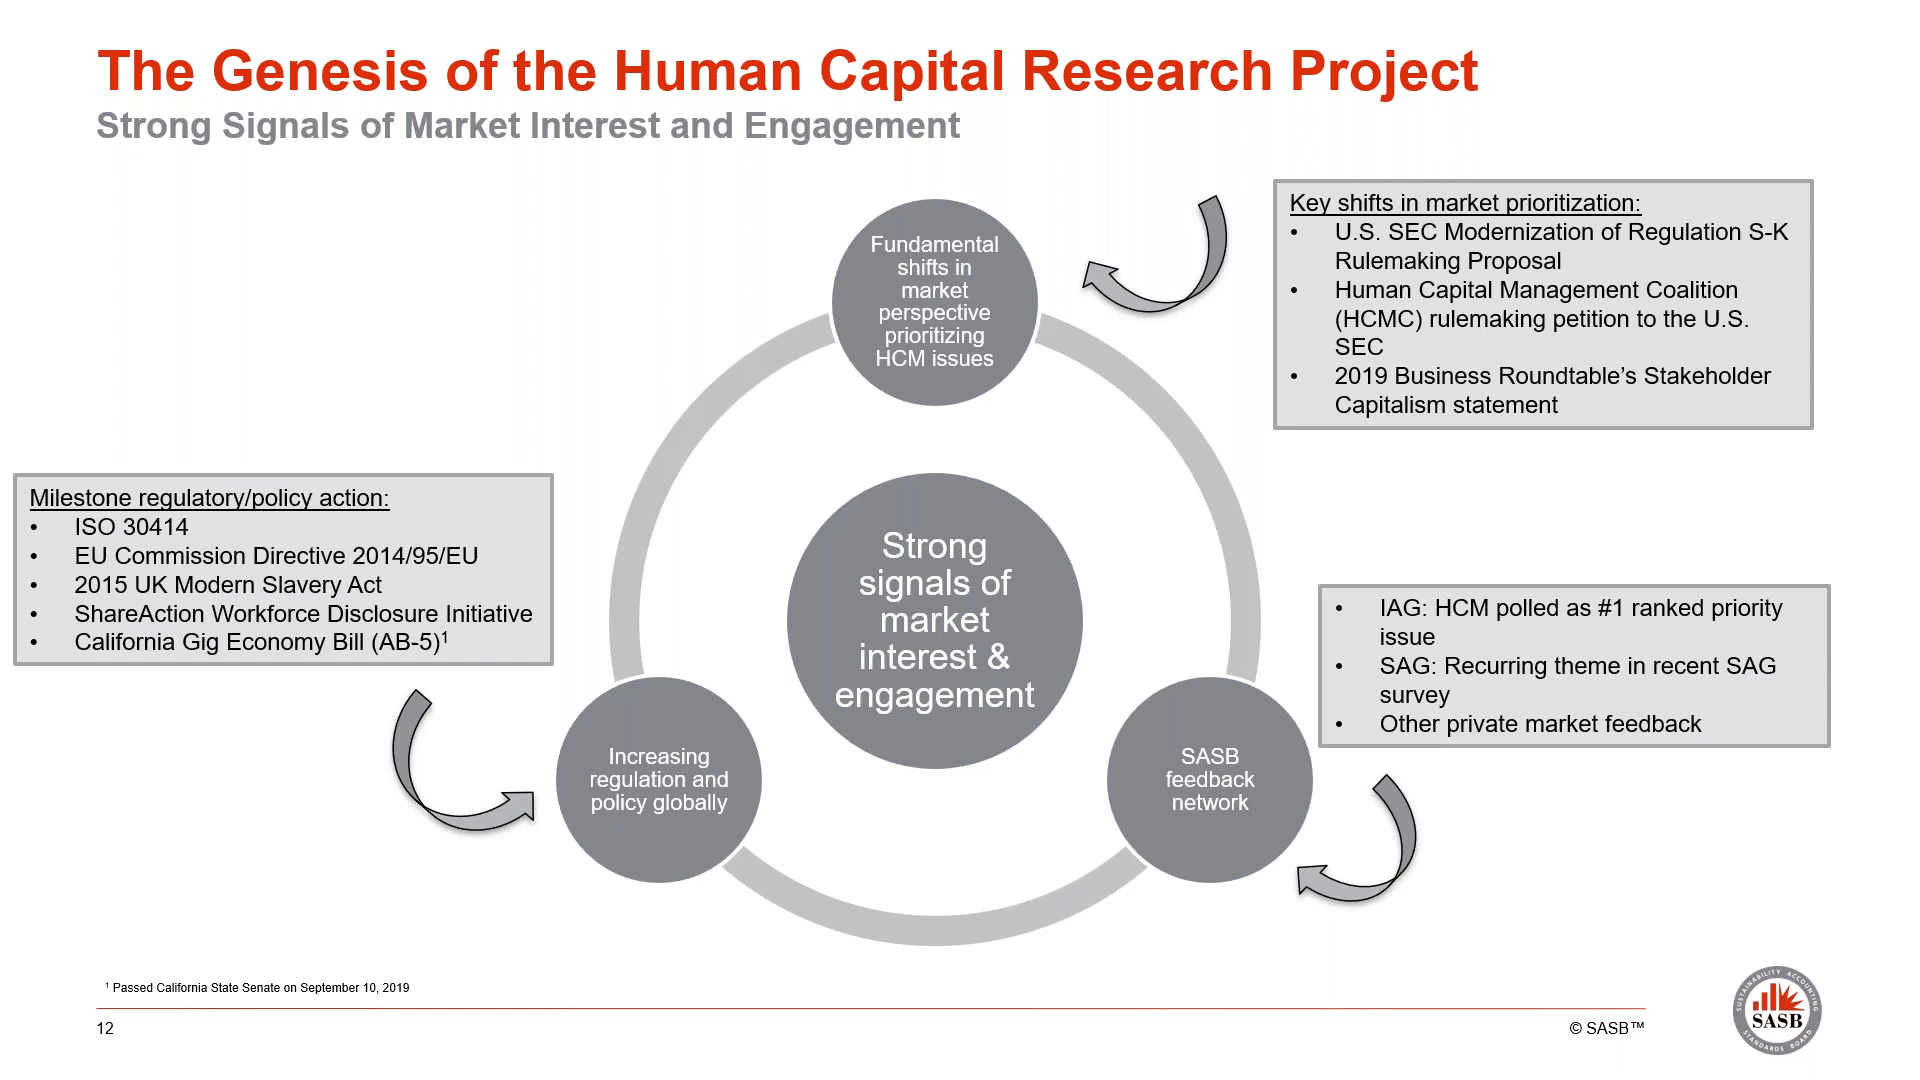 The Genesis of the Human Capital Research Project
Strong Signals of Market Interest and Engagement
Fundamental
shifts in
market
perspective
prioritizing
HCM issues
Key shifts in market prioritization:
• U.S. SEC Modernization of Regulation S-K
Rulemaking Proposal
• Human Capital Management Coalition
(HCMC) rulemaking petition to the U.S.
SEC
• 2019 Business Roundtable’s Stakeholder
Capitalism statement
Milestone regulatory/policy action:
• ISO 30414
• EU Commission Directive 2014/95/EU
• 2015 UK Modern Slavery Act
• ShareAction Workforce Disclosure Initiative
• California Gig Economy Bill (AB-5)¹
Strong
signals of
market
interest &
engagement
• IAG: HCM polled as #1 ranked priority
issue
• SAG: Recurring theme in recent SAG
survey
• Other private market feedback
Increasing
regulation and
policy globally
SASB
feedback
network
¹ Passed California State Senate on September 10, 2019
12
© SASB™
SUSTAINABILITY ACCOUNTING
SASB
STANDARDS BOARD